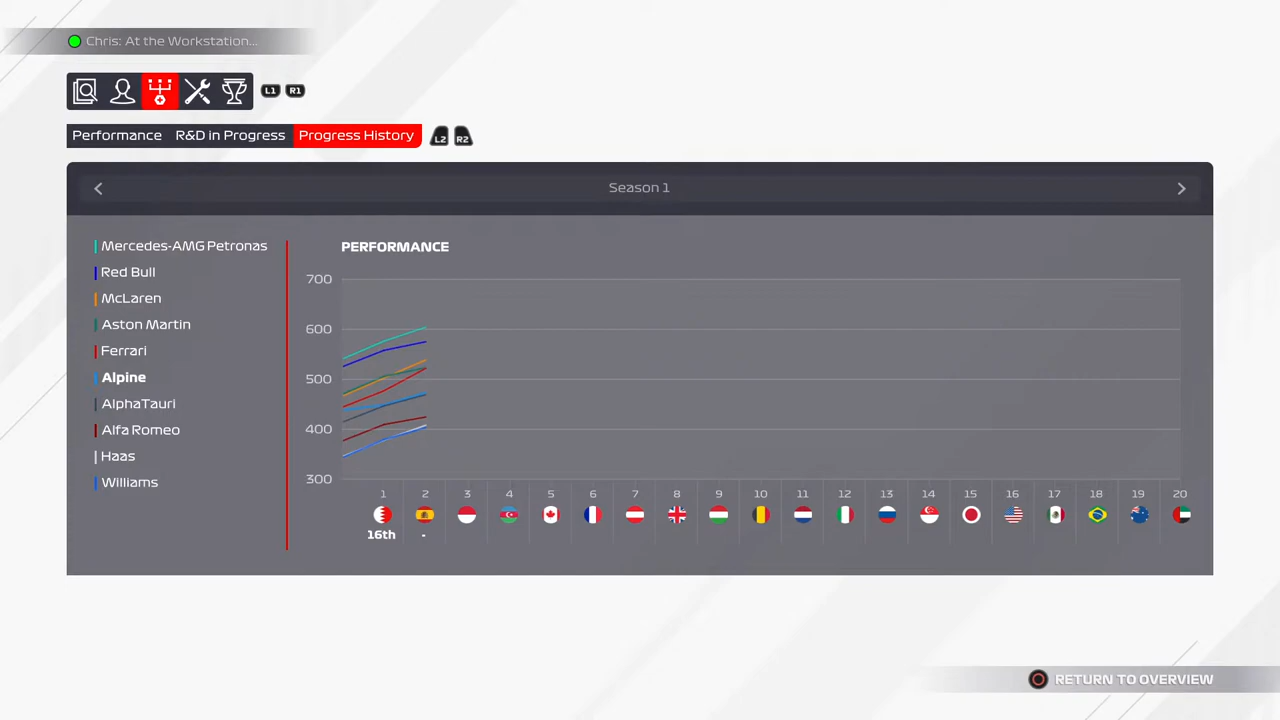 Chris: At the Workstation...
L1 R1
Performance R&D in Progress Progress History L2 R2
Season 1
Mercedes-AMG Petronas
Red Bull
McLaren
Aston Martin
Ferrari
Alpine
AlphaTauri
Alfa Romeo
Haas
Williams
PERFORMANCE
700
600
500
400
300
1 2 3 4 5 6 7 8 9 10 11 12 13 14 15 16 17 18 19 20
16th -
RETURN TO OVERVIEW